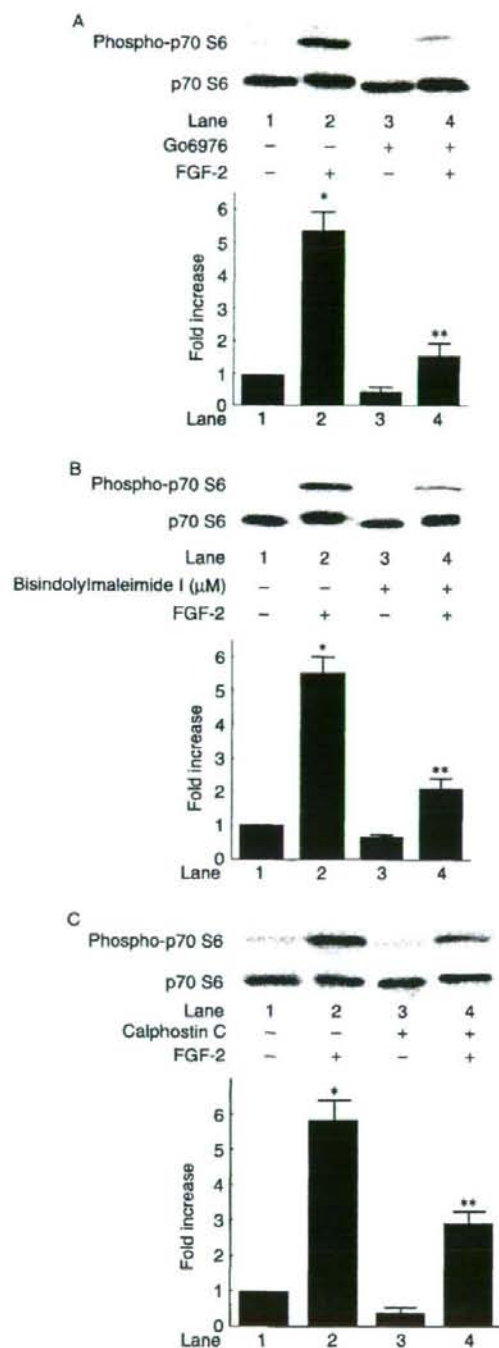 A
Phospho-p70 S6
p70 S6
Lane 1 2 3 4
Go6976 – – + +
FGF-2 – + – +
6
5
4
3
2
1
0
Fold increase
*
**
Lane 1 2 3 4
B
Phospho-p70 S6
p70 S6
Lane 1 2 3 4
Bisindolylmaleimide I (μM) – – + +
FGF-2 – + – +
6
5
4
3
2
1
0
Fold increase
*
**
Lane 1 2 3 4
C
Phospho-p70 S6
p70 S6
Lane 1 2 3 4
Calphostin C – – + +
FGF-2 – + – +
6
5
4
3
2
1
0
Fold increase
*
**
Lane 1 2 3 4